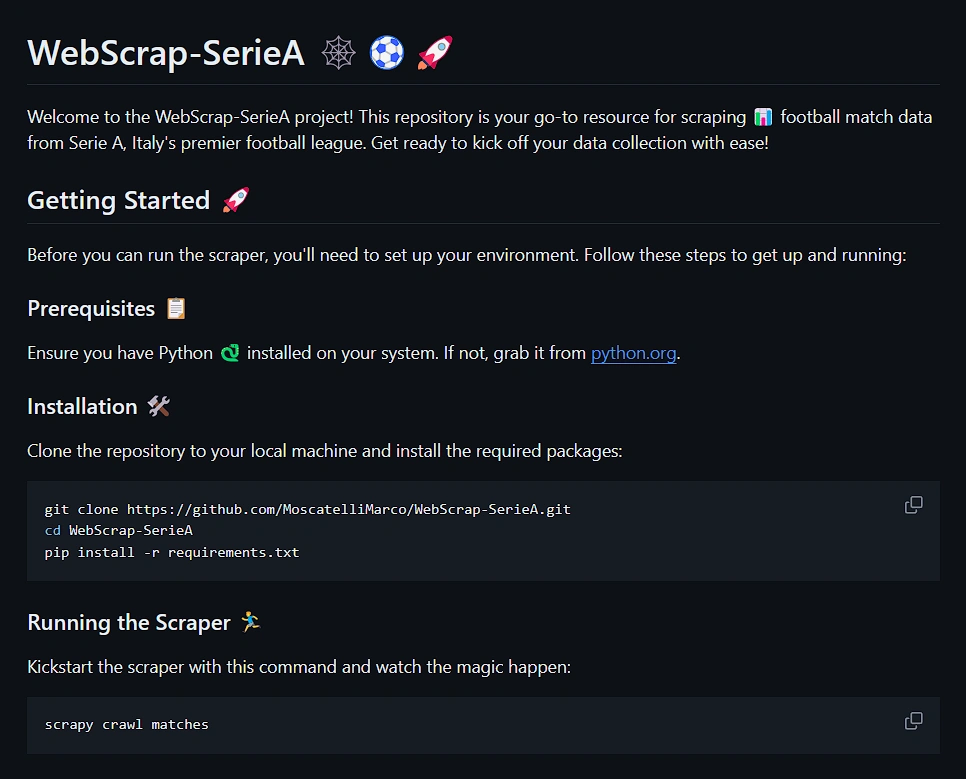 WebScrap-SerieA 🕸️ ⚽ 🚀
Welcome to the WebScrap-SerieA project! This repository is your go-to resource for scraping 📊 football match data
from Serie A, Italy's premier football league. Get ready to kick off your data collection with ease!
Getting Started 🚀
Before you can run the scraper, you'll need to set up your environment. Follow these steps to get up and running:
Prerequisites 📋
Ensure you have Python 🐍 installed on your system. If not, grab it from python.org.
Installation 🛠️
Clone the repository to your local machine and install the required packages:
git clone https://github.com/MoscatelliMarco/WebScrap-SerieA.git
cd WebScrap-SerieA
pip install -r requirements.txt
Running the Scraper 🏃‍♂️
Kickstart the scraper with this command and watch the magic happen:
scrapy crawl matches